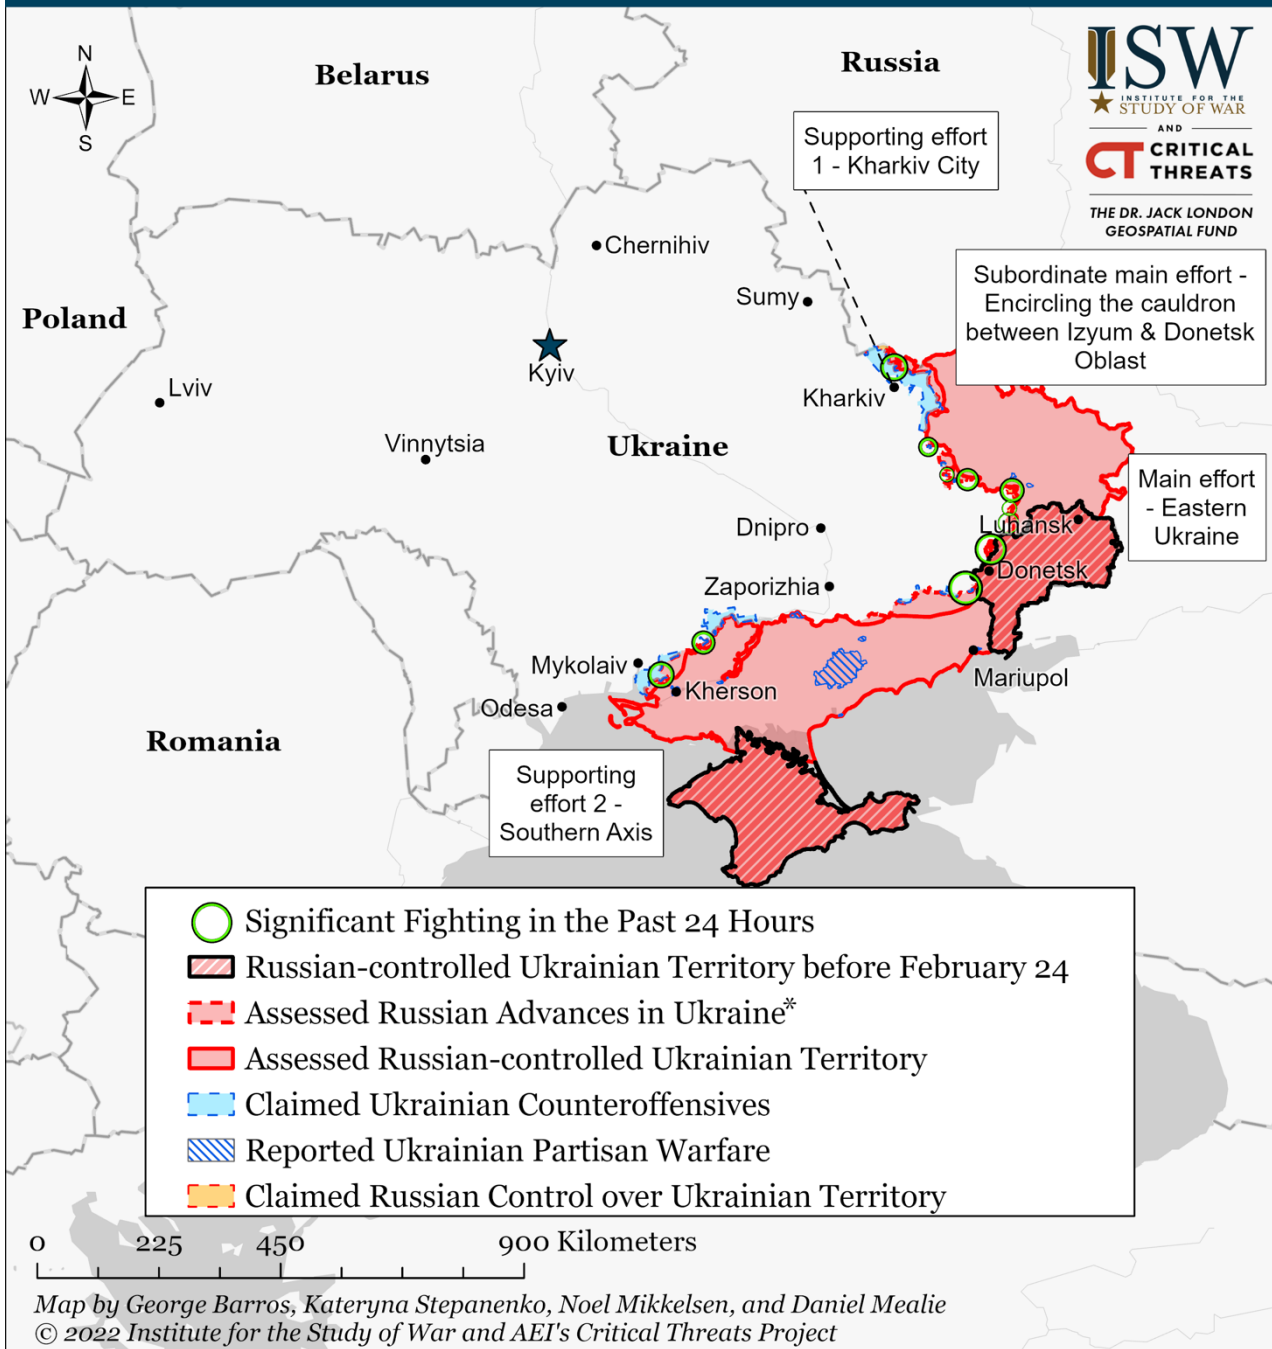 N
W E
S
Belarus
Russia
ISW
INSTITUTE FOR THE
STUDY OF WAR
AND
CT CRITICAL
THREATS
THE DR. JACK LONDON
GEOSPATIAL FUND
Supporting effort
1 - Kharkiv City
Chernihiv
Subordinate main effort -
Encircling the cauldron
between Izyum & Donetsk
Oblast
Sumy
Poland
Kyiv
Lviv
Kharkiv
Vinnytsia
Ukraine
Main effort
- Eastern
Ukraine
Dnipro
Luhansk
Donetsk
Zaporizhia
Mykolaiv
Mariupol
Kherson
Odesa
Romania
Supporting
effort 2 -
Southern Axis
Significant Fighting in the Past 24 Hours
Russian-controlled Ukrainian Territory before February 24
Assessed Russian Advances in Ukraine*
Assessed Russian-controlled Ukrainian Territory
Claimed Ukrainian Counteroffensives
Reported Ukrainian Partisan Warfare
Claimed Russian Control over Ukrainian Territory
0 225 450 900 Kilometers
Map by George Barros, Kateryna Stepanenko, Noel Mikkelsen, and Daniel Mealie
© 2022 Institute for the Study of War and AEI's Critical Threats Project